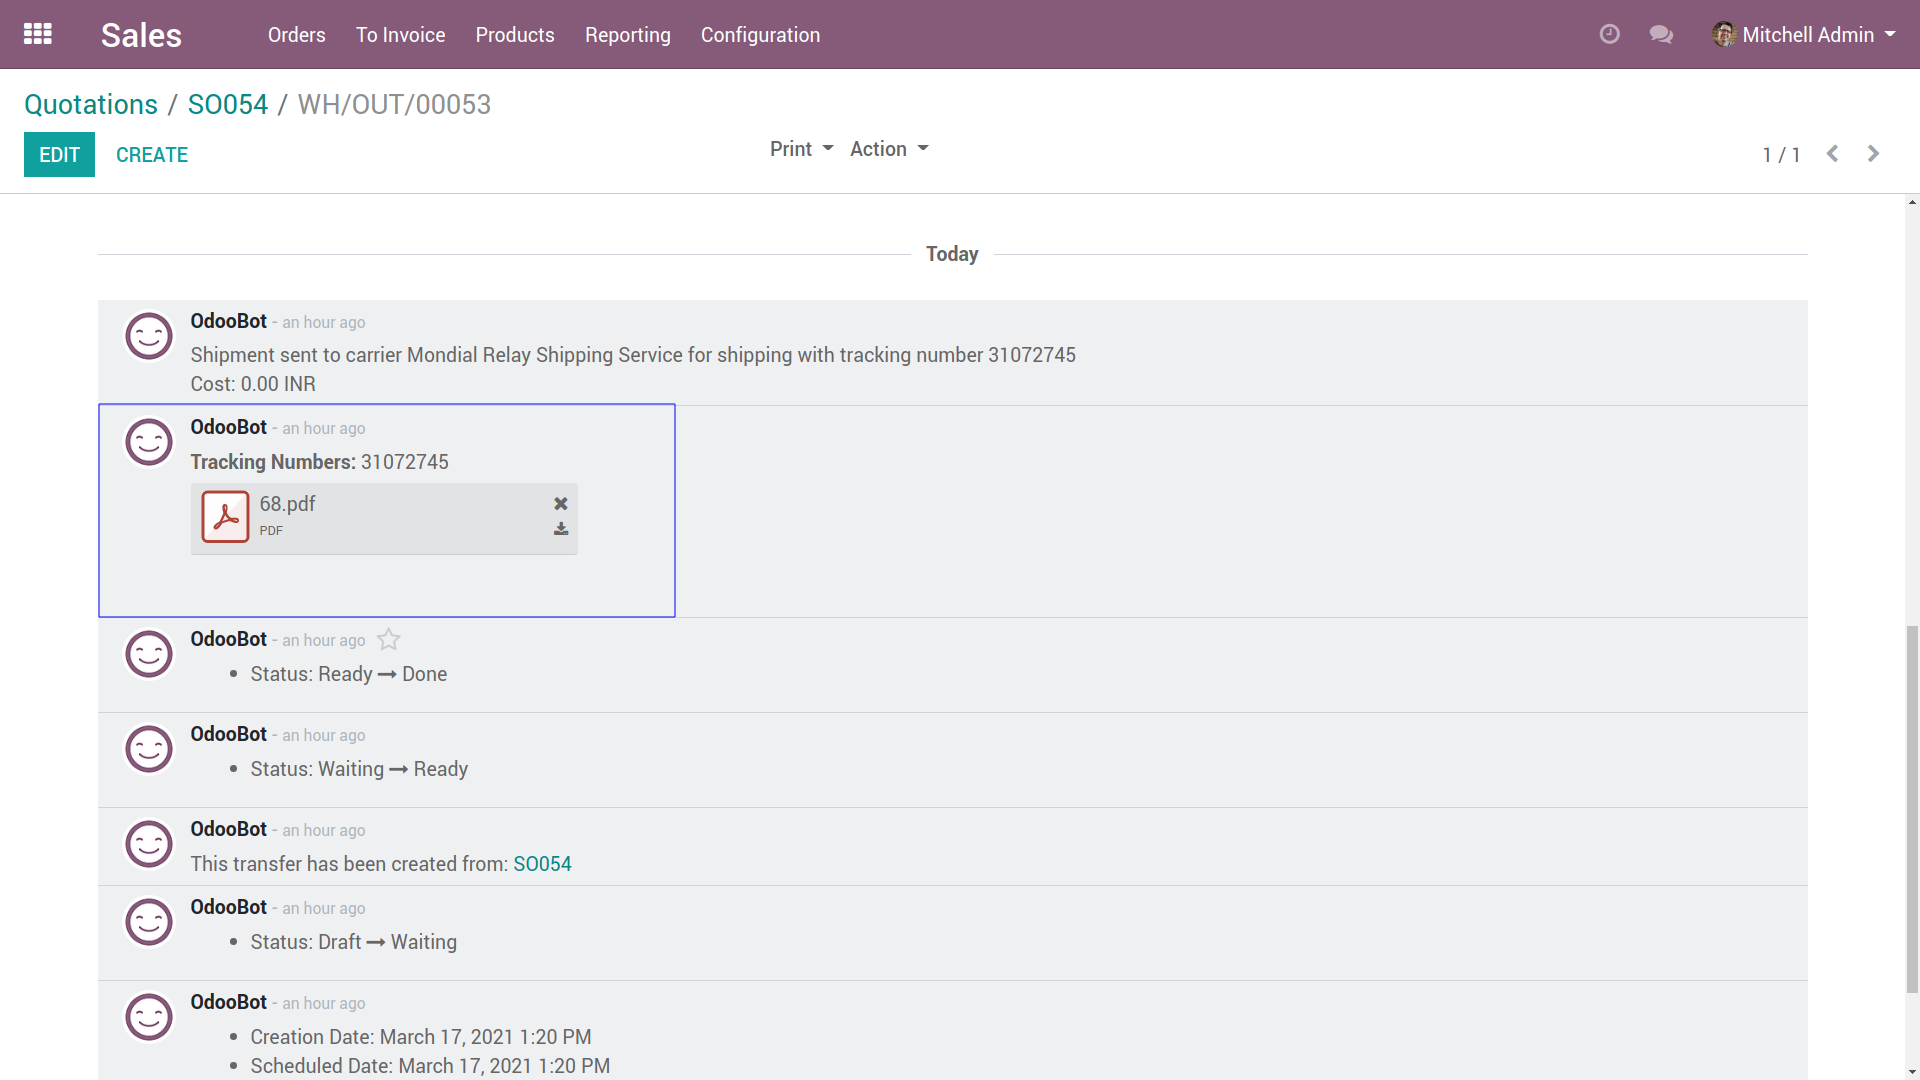 Sales Orders To Invoice Products Reporting Configuration Mitchell Admin
Quotations / SO054 / WH/OUT/00053
EDIT CREATE Print Action 1 / 1
Today
OdooBot - an hour ago
Shipment sent to carrier Mondial Relay Shipping Service for shipping with tracking number 31072745
Cost: 0.00 INR
OdooBot - an hour ago
Tracking Numbers: 31072745
68.pdf
PDF
OdooBot - an hour ago
• Status: Ready → Done
OdooBot - an hour ago
• Status: Waiting → Ready
OdooBot - an hour ago
This transfer has been created from: SO054
OdooBot - an hour ago
• Status: Draft → Waiting
OdooBot - an hour ago
• Creation Date: March 17, 2021 1:20 PM
• Scheduled Date: March 17, 2021 1:20 PM